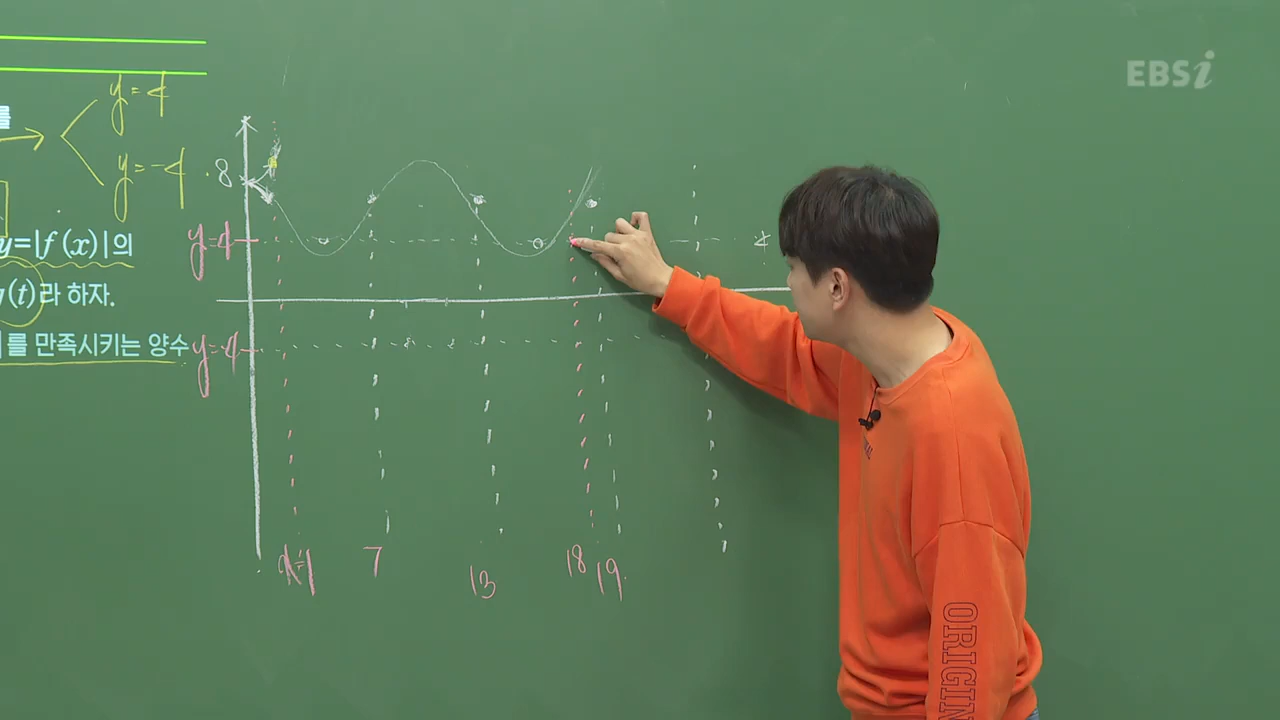 EBSi
를
y=4
y=-4
y=|f(x)|의
(t)라 하자.
를 만족시키는 양수
8
y=4
y=-4
x=1
7
13
18
19
ORIGIN